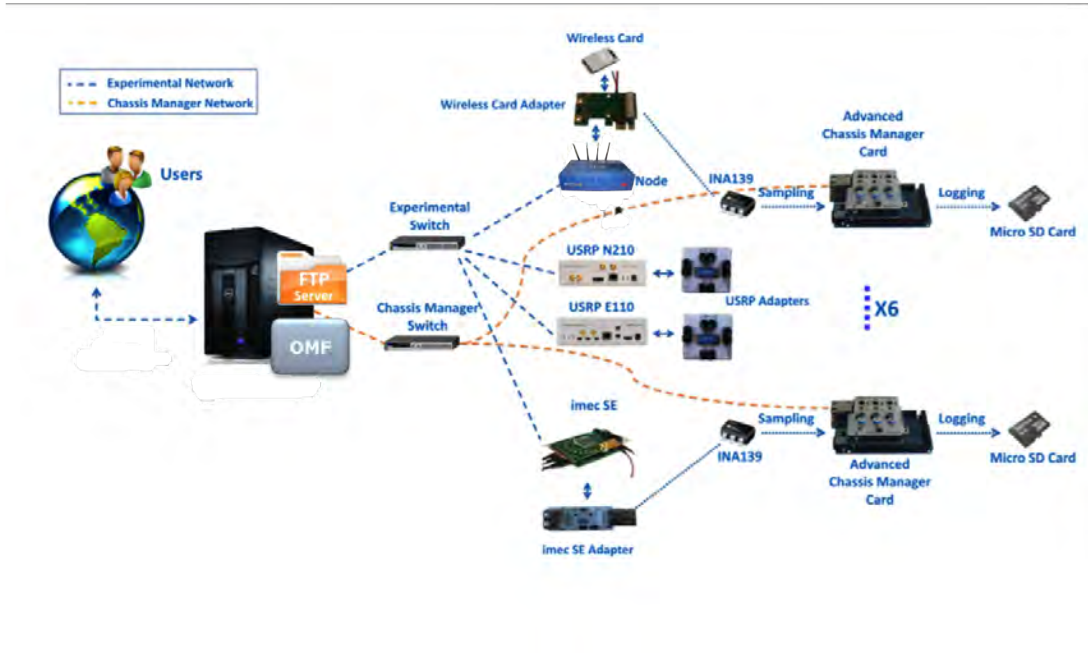 Wireless Card
Experimental Network
Chassis Manager Network
Wireless Card Adapter
Advanced
Chassis Manager
Card
Users
Node
INA139
Sampling
Logging
Micro SD Card
Experimental
Switch
USRP N210
FTP
Server
USRP Adapters
USRP E110
X6
Chassis Manager
Switch
OMF
imec SE
Sampling
Logging
INA139
Micro SD Card
Advanced
Chassis Manager
Card
imec SE Adapter